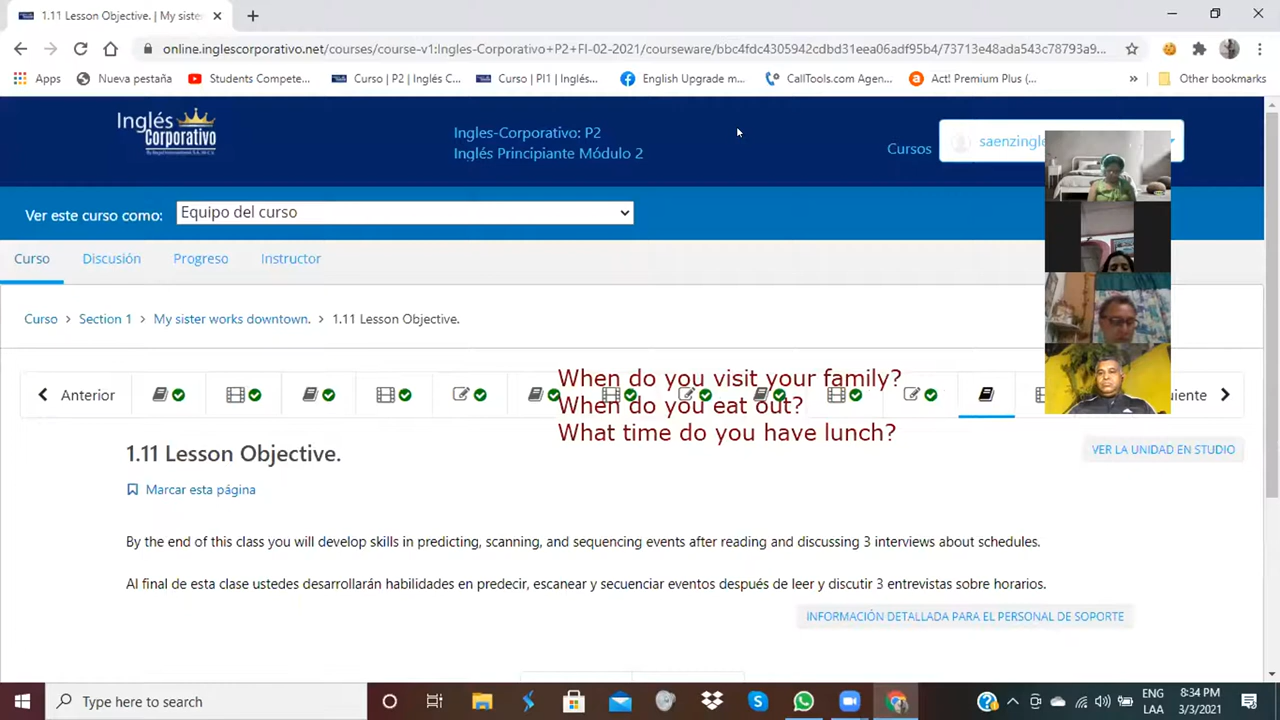 1.11 Lesson Objective. | My siste
online.inglescorporativo.net/courses/course-v1:Ingles-Corporativo+P2+FI-02-2021/courseware/bbc4fdc4305942cdbd31eea06adf95b4/73713e48ada543c78793a9...
Apps Nueva pestaña Students Compete... Curso | P2 | Inglés C... Curso | PI1 | Inglés... English Upgrade m... CallTools.com Agen... Act! Premium Plus (... » Other bookmarks
Inglés
Corporativo
Ingles-Corporativo: P2
Inglés Principiante Módulo 2
Cursos
saenzingle
Ver este curso como: Equipo del curso
Curso Discusión Progreso Instructor
Curso > Section 1 > My sister works downtown. > 1.11 Lesson Objective.
Anterior
uiente
When do you visit your family?
When do you eat out?
What time do you have lunch?
1.11 Lesson Objective.
VER LA UNIDAD EN STUDIO
Marcar esta página
By the end of this class you will develop skills in predicting, scanning, and sequencing events after reading and discussing 3 interviews about schedules.
Al final de esta clase ustedes desarrollarán habilidades en predecir, escanear y secuenciar eventos después de leer y discutir 3 entrevistas sobre horarios.
INFORMACIÓN DETALLADA PARA EL PERSONAL DE SOPORTE
Type here to search
ENG
LAA
8:34 PM
3/3/2021